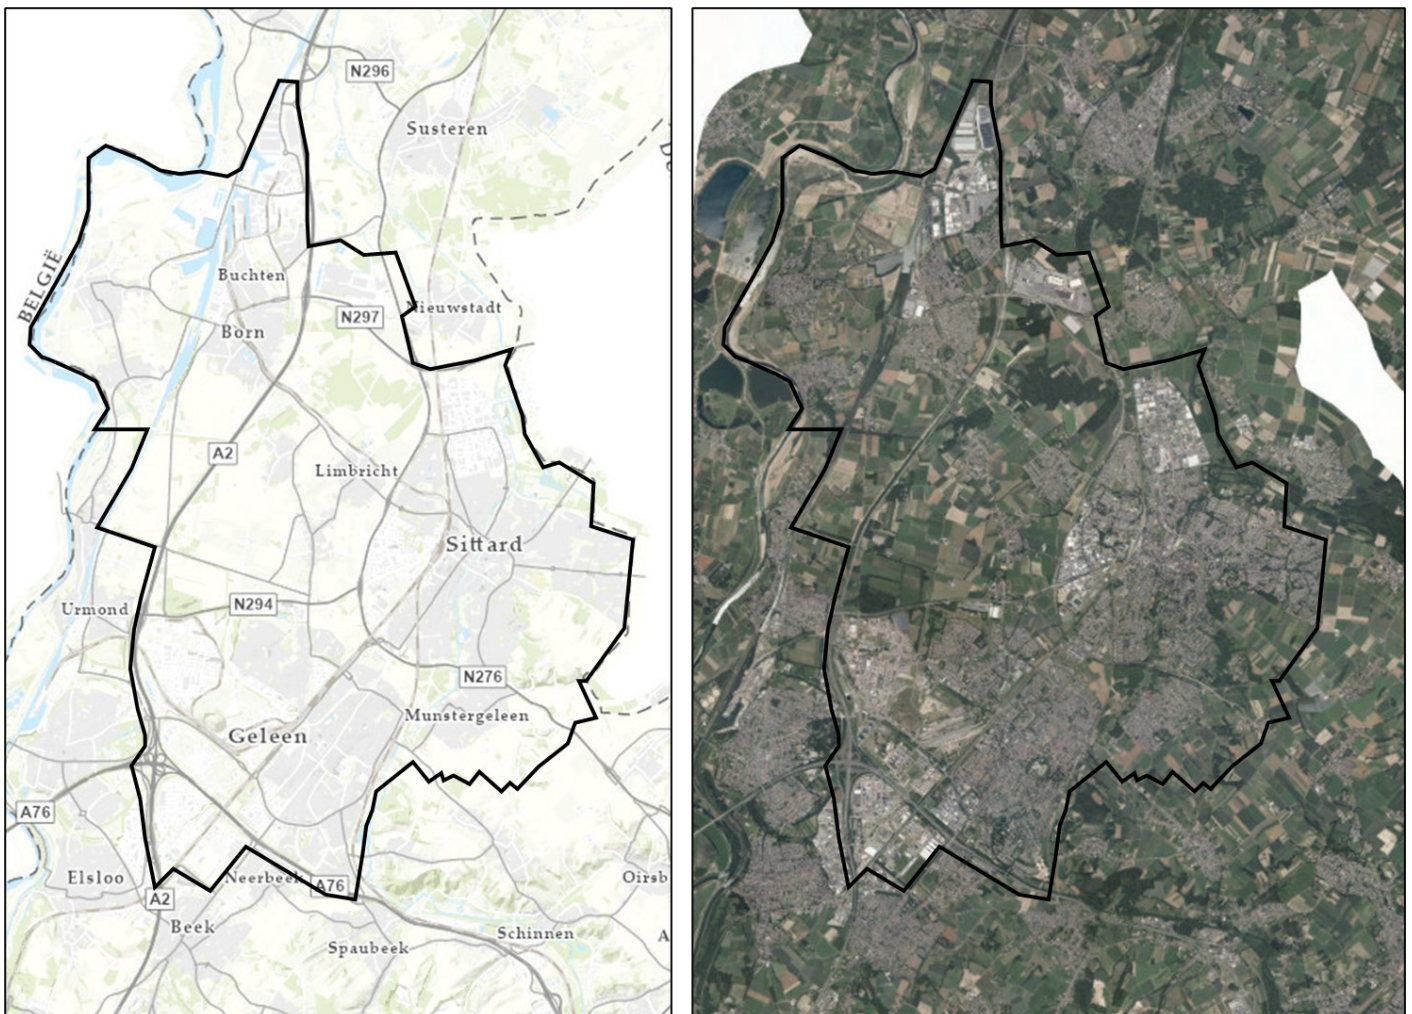 N296
Susteren
BELGIË
Buchten
Nieuwstadt
N297
Born
A2
Limbricht
Sittard
N294
Urmond
N276
Munstergeleen
Geleen
A76
Elsloo
Neerbeek
A76
Oirsb
A2
Beek
Schinnen
A
Spaubeek